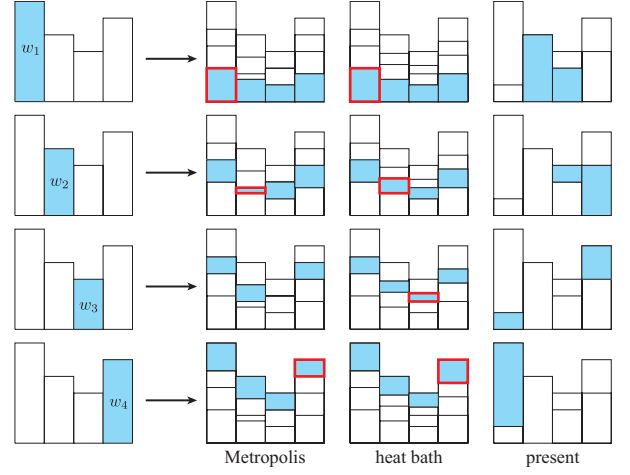 w₁
w₂
w₃
w₄
Metropolis heat bath present